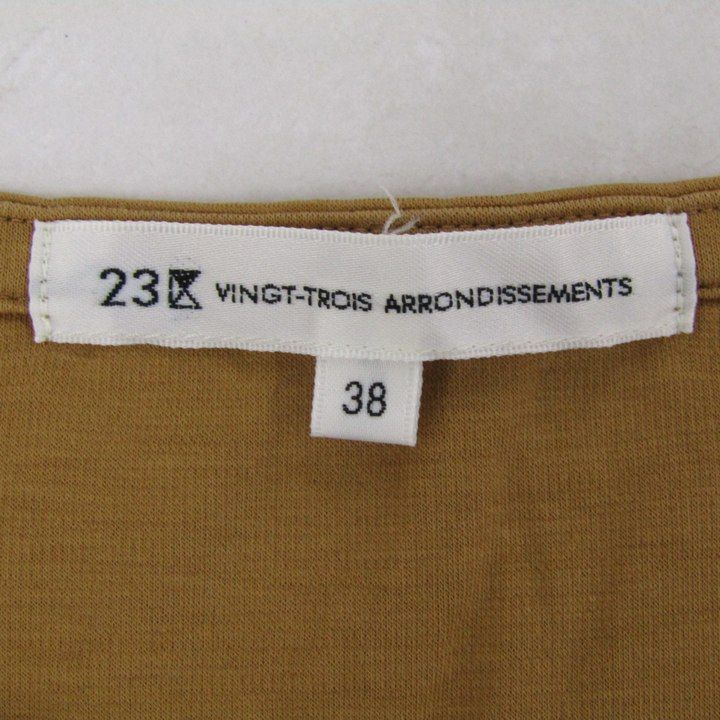 23区 VINGT-TROIS ARRONDISSEMENTS
38